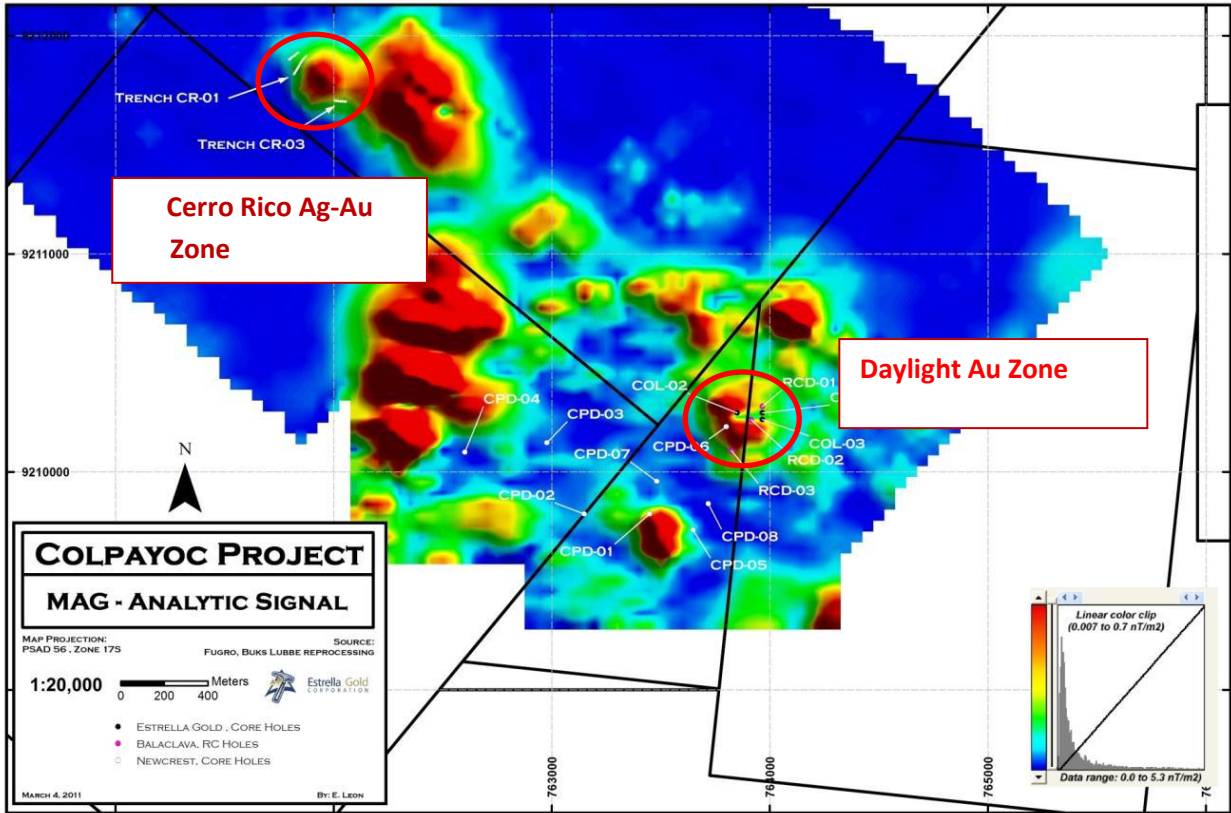 9212000
TRENCH CR-01
TRENCH CR-03
Cerro Rico Ag-Au
Zone
9211000
Daylight Au Zone
COL-02
RCD-01
C
CPD-04
CPD-03
CPD-06
COL-03
RCD-02
9210000
CPD-07
RCD-03
CPD-02
CPD-08
CPD-01
CPD-05
N
COLPAYOC PROJECT
MAG - ANALYTIC SIGNAL
MAP PROJECTION:
PSAD 56 , ZONE 17S
SOURCE:
FUGRO, BUKS LUBBE REPROCESSING
1:20,000
Meters
0 200 400
Estrella Gold
CORPORATION
ESTRELLA GOLD , CORE HOLES
BALACLAVA, RC HOLES
NEWCREST, CORE HOLES
MARCH 4, 2011
BY: E. LEON
763000
764000
765000
Linear color clip
(0.007 to 0.7 nT/m2)
Data range: 0.0 to 5.3 nT/m2)